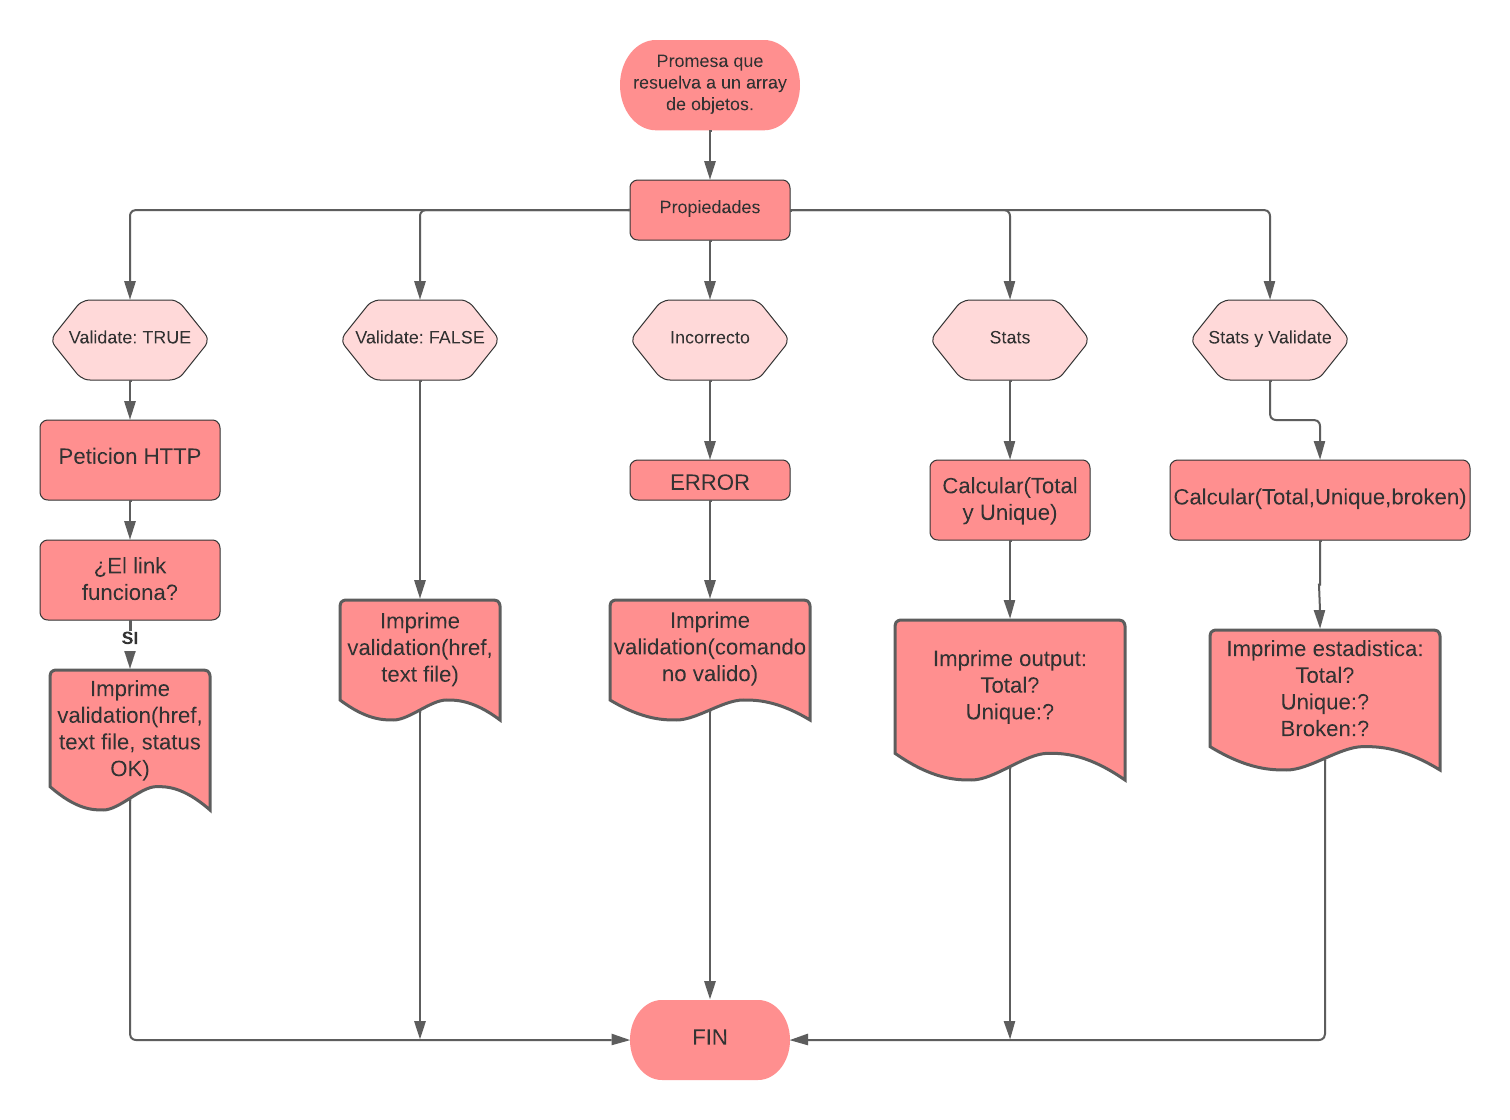 Promesa que
resuelva a un array
de objetos.
Propiedades
Validate: TRUE
Validate: FALSE
Incorrecto
Stats
Stats y Validate
Peticion HTTP
ERROR
Calcular(Total
y Unique)
Calcular(Total,Unique,broken)
¿El link
funciona?
SI
Imprime
validation(href,
text file, status
OK)
Imprime
validation(href,
text file)
Imprime
validation(comando
no valido)
Imprime output:
Total?
Unique:?
Imprime estadistica:
Total?
Unique:?
Broken:?
FIN